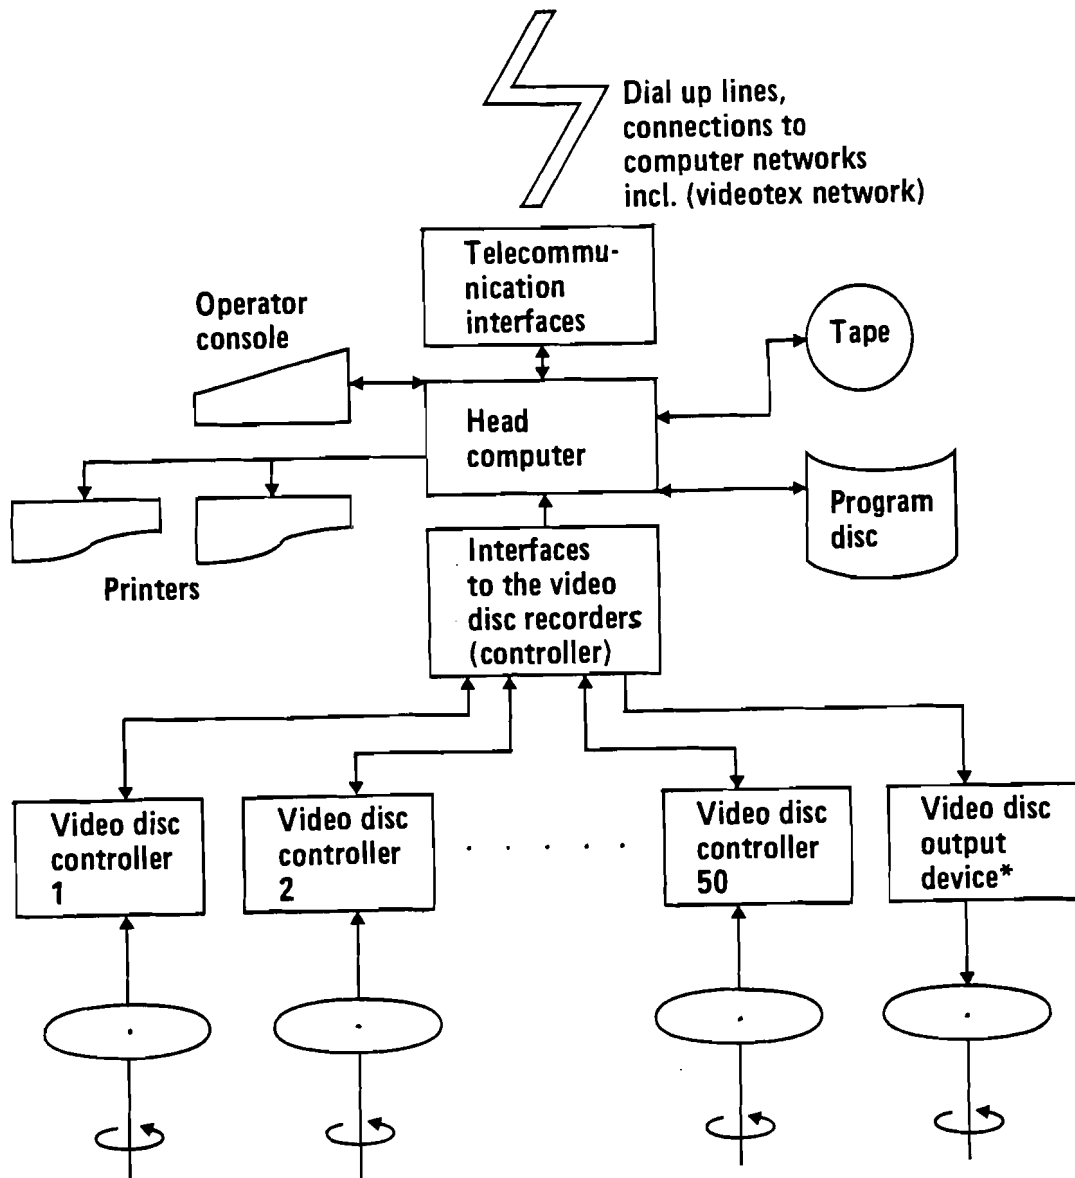 Dial up lines,
connections to
computer networks
incl. (videotex network)
Telecommu-
nication
interfaces
Operator
console
Tape
Head
computer
Program
disc
Printers
Interfaces
to the video
disc recorders
(controller)
Video disc
controller
1
Video disc
controller
2
. . . . .
Video disc
controller
50
Video disc
output
device*